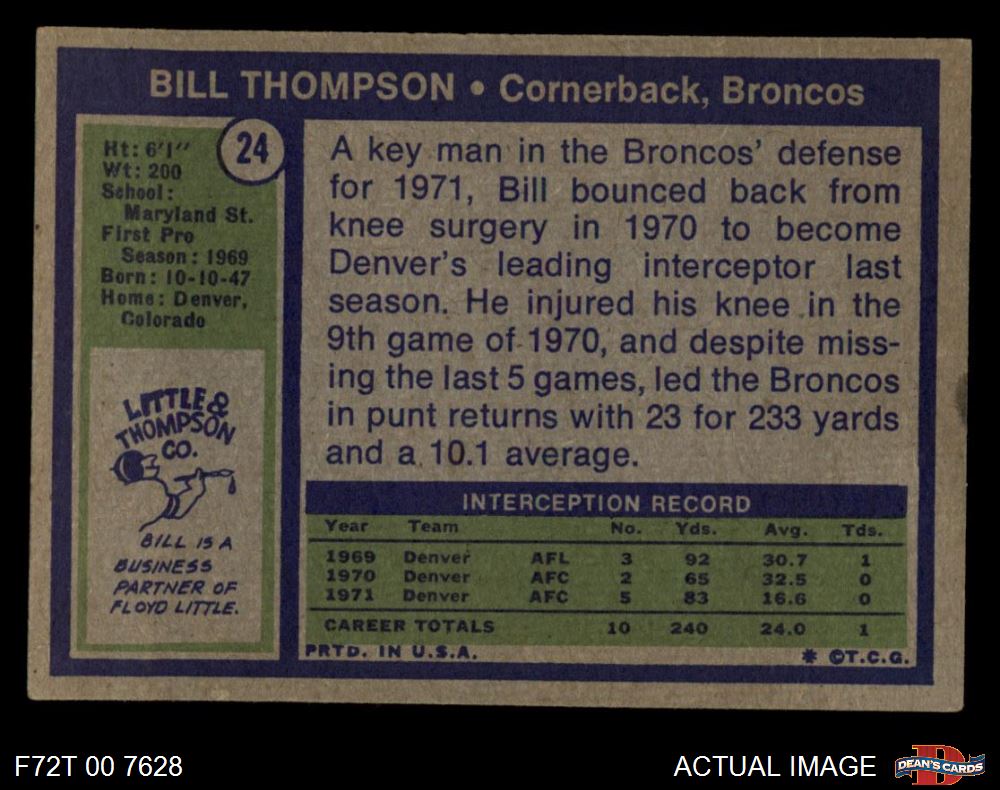 BILL THOMPSON • Cornerback, Broncos
24
Ht: 6'1"
Wt: 200
School:
Maryland St.
First Pro
Season: 1969
Born: 10-10-47
Home: Denver,
Colorado
LITTLE &
THOMPSON
CO.
BILL IS A
BUSINESS
PARTNER OF
FLOYD LITTLE.
A key man in the Broncos' defense
for 1971, Bill bounced back from
knee surgery in 1970 to become
Denver's leading interceptor last
season. He injured his knee in the
9th game of 1970, and despite miss-
ing the last 5 games, led the Broncos
in punt returns with 23 for 233 yards
and a 10.1 average.
INTERCEPTION RECORD
Year Team No. Yds. Avg. Tds.
1969 Denver AFL 3 92 30.7 1
1970 Denver AFC 2 65 32.5 0
1971 Denver AFC 5 83 16.6 0
CAREER TOTALS 10 240 24.0 1
PRTD. IN U.S.A. * ©T.C.G.
F72T 00 7628 ACTUAL IMAGE
D
DEAN'S CARDS